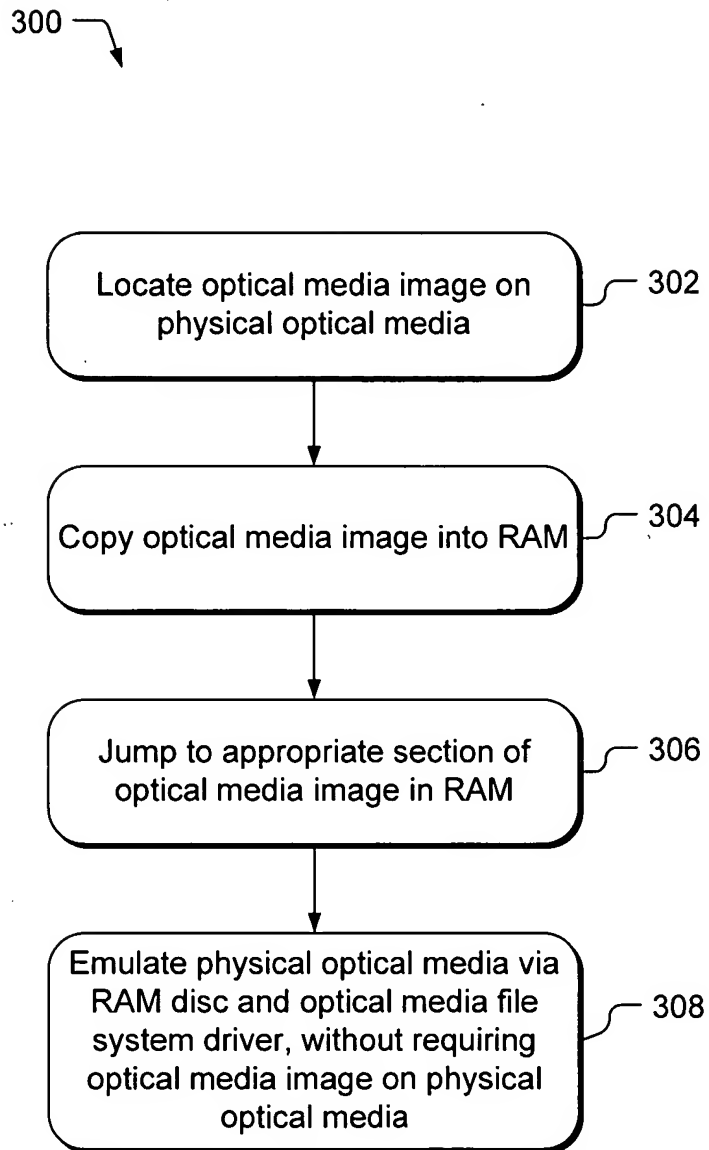 300
Locate optical media image on
physical optical media
302
Copy optical media image into RAM
304
Jump to appropriate section of
optical media image in RAM
306
Emulate physical optical media via
RAM disc and optical media file
system driver, without requiring
optical media image on physical
optical media
308